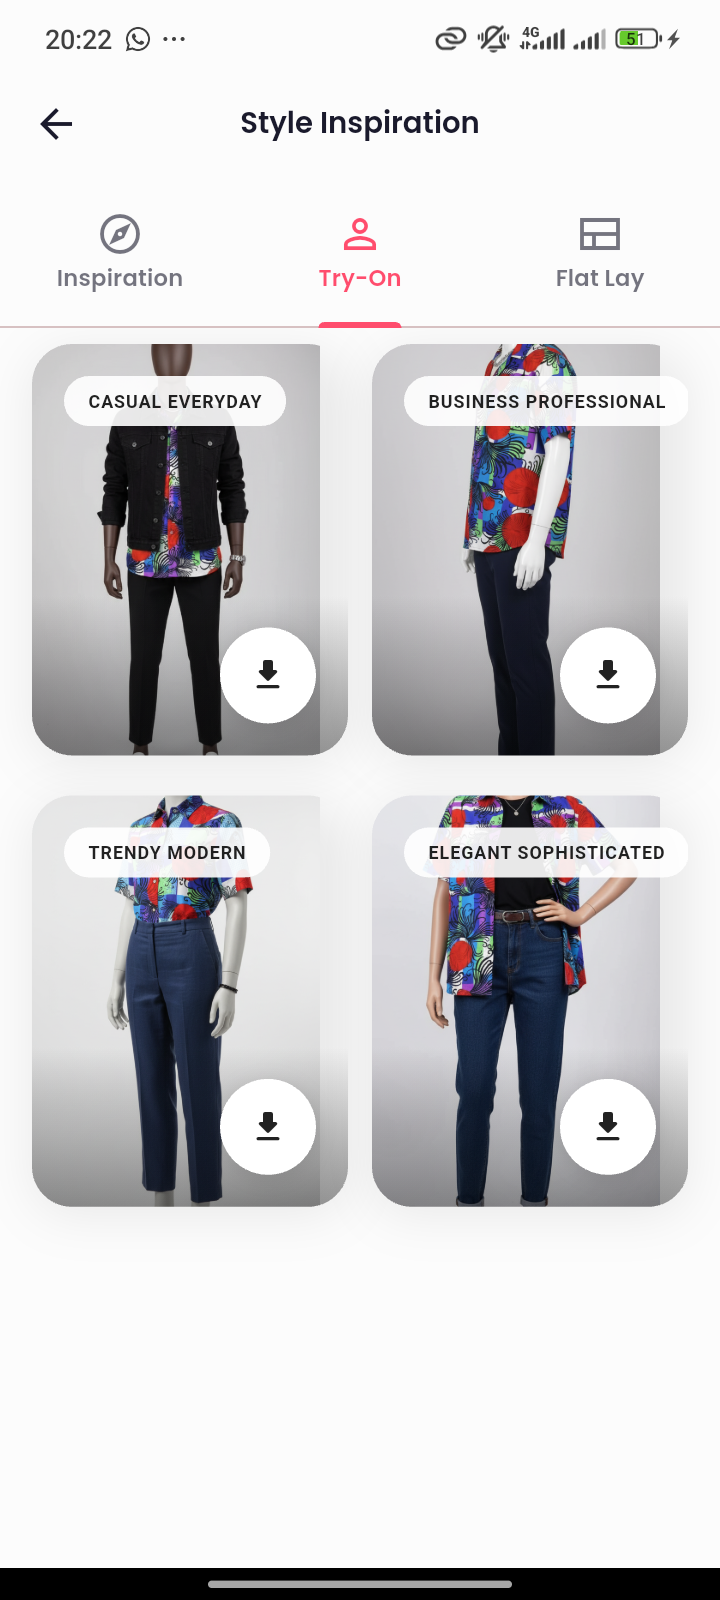 20:22
4G
51
Style Inspiration
Inspiration
Try-On
Flat Lay
CASUAL EVERYDAY
BUSINESS PROFESSIONAL
TRENDY MODERN
ELEGANT SOPHISTICATED